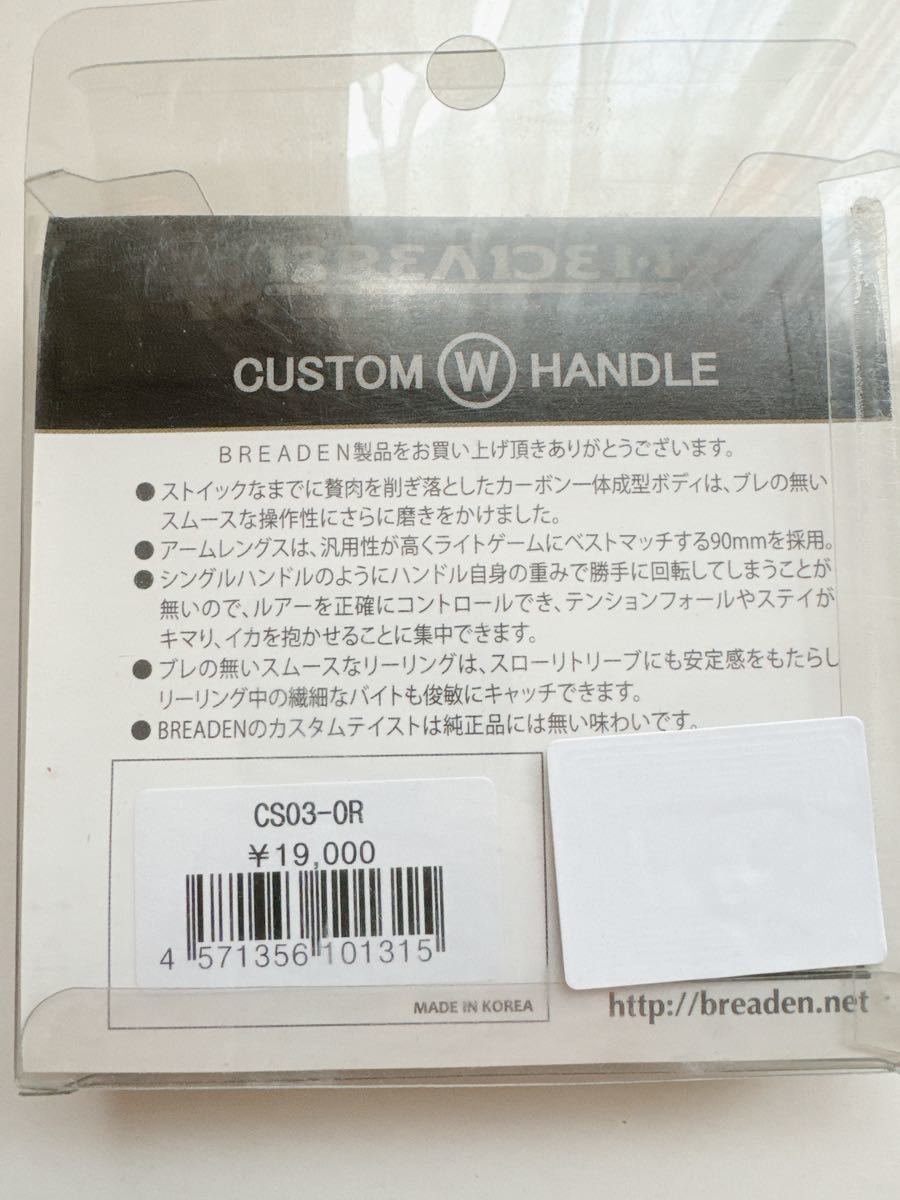 BREADEN
CUSTOM W HANDLE
BREADEN製品をお買い上げ頂きありがとうございます。
●ストイックなまでに贅肉を削ぎ落としたカーボン一体成型ボディは、ブレの無い
スムースな操作性にさらに磨きをかけました。
●アームレングスは、汎用性が高くライトゲームにベストマッチする90mmを採用。
●シングルハンドルのようにハンドル自身の重みで勝手に回転してしまうことが
無いので、ルアーを正確にコントロールでき、テンションフォールやステイが
キマり、イカを抱かせることに集中できます。
●ブレの無いスムースなリーリングは、スローリトリーブにも安定感をもたらし
リーリング中の繊細なバイトも俊敏にキャッチできます。
●BREADENのカスタムテイストは純正品には無い味わいです。
CS03-OR
¥19,000
4 571356 101315
MADE IN KOREA
http://breaden.net